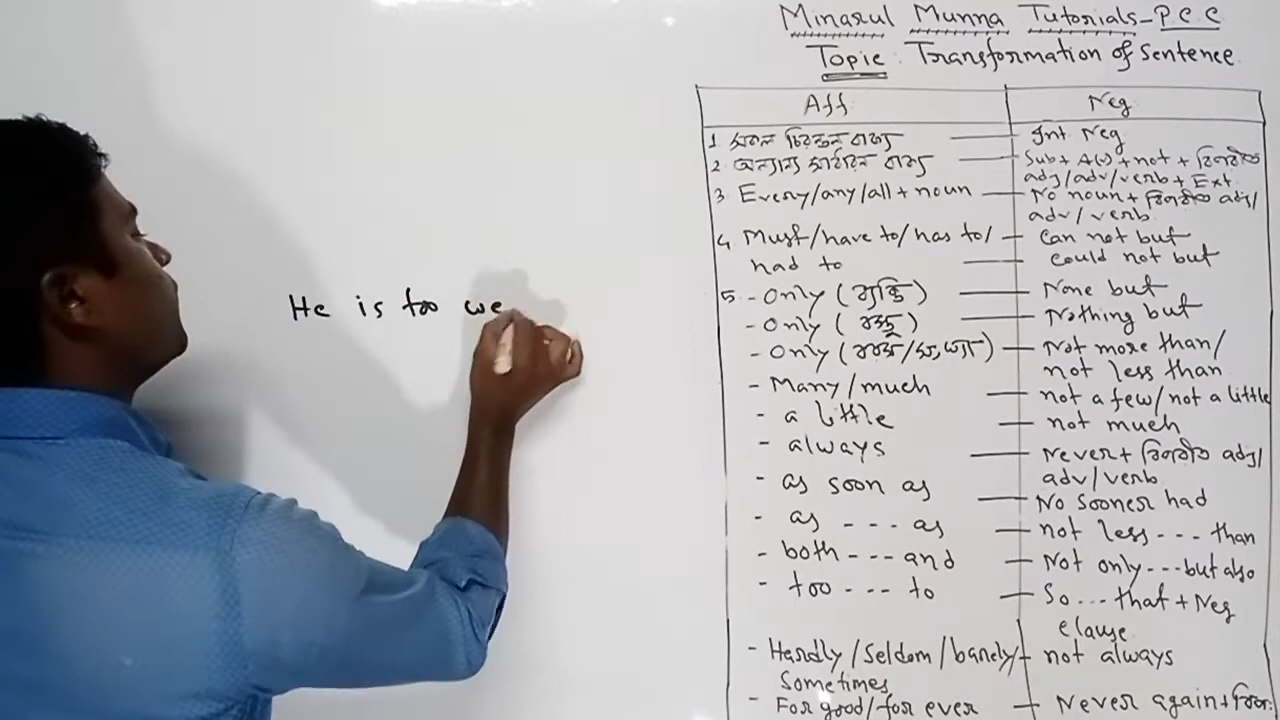 Minarul Munna Tutorials-PCC
Topic: Transformation of Sentence
Aff Neg
1. সকল চিরন্তন বাক্য — Int Neg
2. অন্যান্য বাক্য — Sub + A(v) + not + বিপরীত
adj/adv/verb + Ext.
3. Every/any/all + noun — No noun + বিপরীত adj/
adv/verb
4. Must/have to/has to/ — Can not but
had to — could not but
5. - Only (ব্যক্তি) — None but
- Only (বস্তু) — Nothing but
- Only ( ) — Not more than/
not less than
- Many/much — not a few/not a little
- a little — not much
- always — Never + বিপরীত adj/
adv/verb
- as soon as — No sooner had
- as --- as — not less --- than
- both --- and — Not only --- but also
- too --- to — So ... that + Neg
clause
- Hardly/Seldom/barely/ — not always
Sometimes
- For good/for ever — Never again +
He is too we